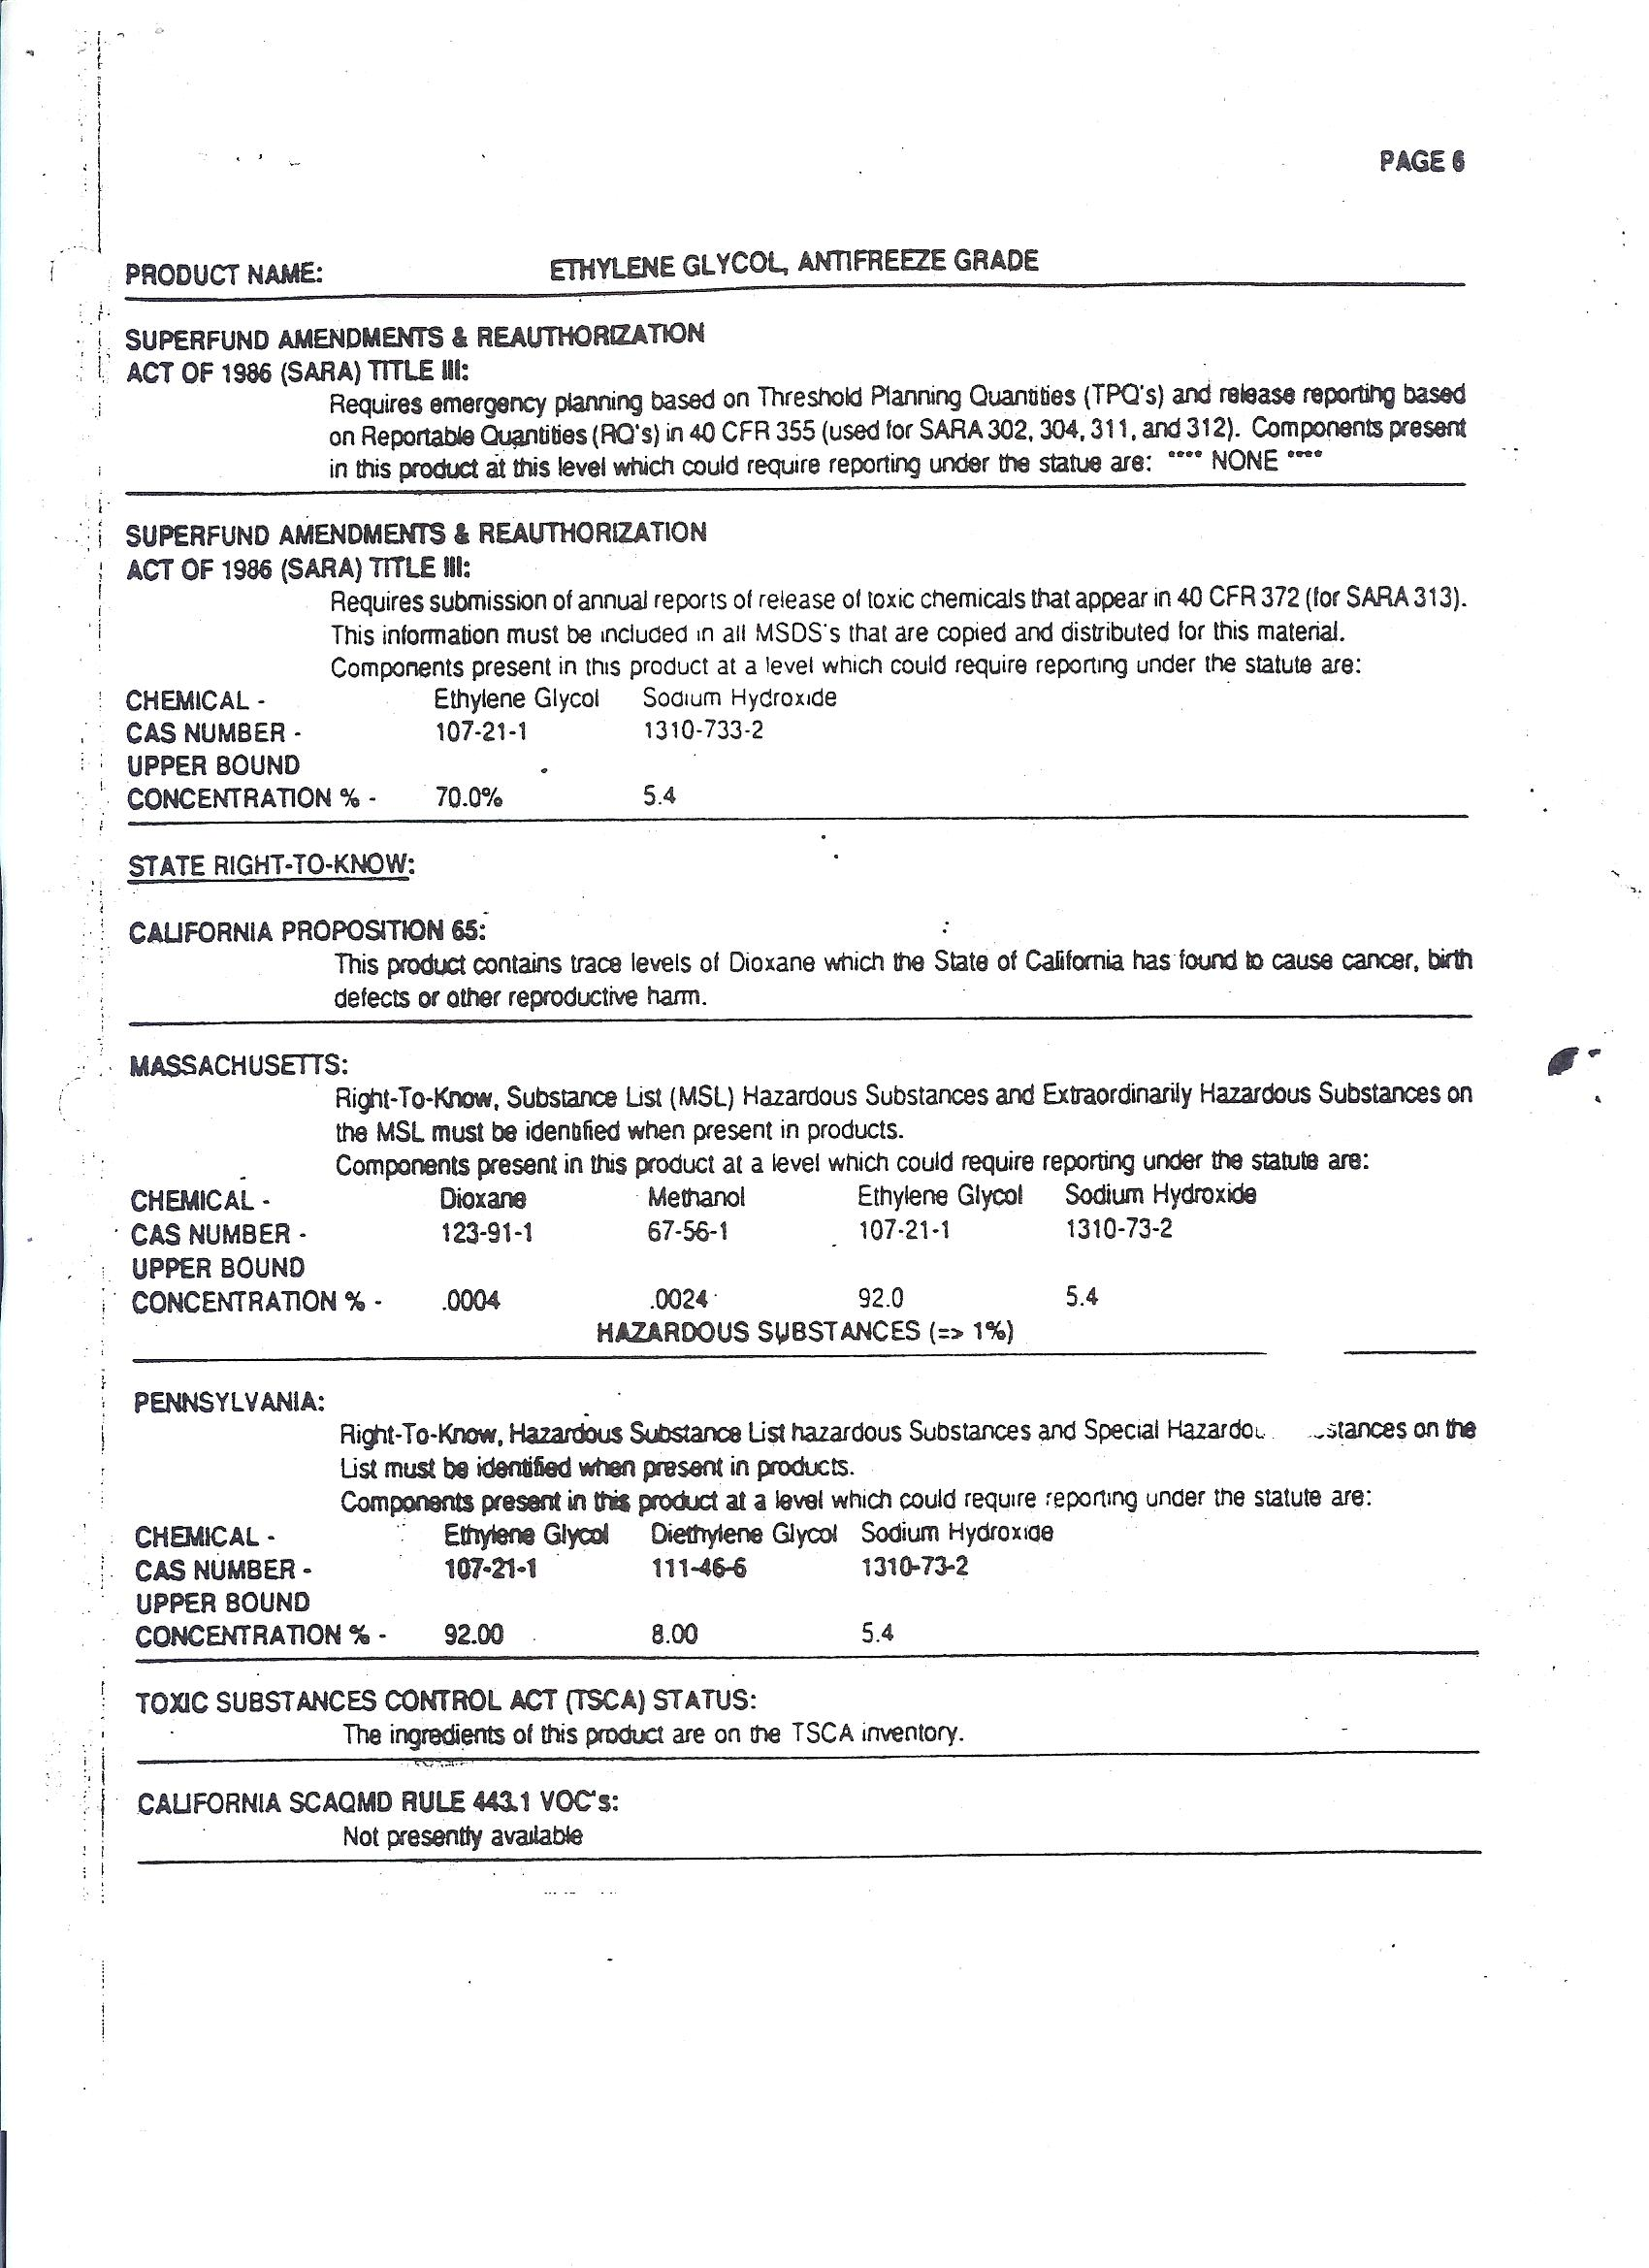 PAGE 6
PRODUCT NAME: ETHYLENE GLYCOL, ANTIFREEZE GRADE
SUPERFUND AMENDMENTS & REAUTHORIZATION
ACT OF 1986 (SARA) TITLE III:
Requires emergency planning based on Threshold Planning Quantities (TPQ's) and release reporting based
on Reportable Quantities (RQ's) in 40 CFR 355 (used for SARA 302, 304, 311, and 312). Components present
in this product at this level which could require reporting under the statue are: **** NONE ****
SUPERFUND AMENDMENTS & REAUTHORIZATION
ACT OF 1986 (SARA) TITLE III:
Requires submission of annual reports of release of toxic chemicals that appear in 40 CFR 372 (for SARA 313).
This information must be included in all MSDS's that are copied and distributed for this material.
Components present in this product at a level which could require reporting under the statute are:
CHEMICAL - Ethylene Glycol Sodium Hydroxide
CAS NUMBER - 107-21-1 1310-733-2
UPPER BOUND
CONCENTRATION % - 70.0% 5.4
STATE RIGHT-TO-KNOW:
CALIFORNIA PROPOSITION 65:
This product contains trace levels of Dioxane which the State of California has found to cause cancer, birth
defects or other reproductive harm.
MASSACHUSETTS:
Right-To-Know, Substance List (MSL) Hazardous Substances and Extraordinarily Hazardous Substances on
the MSL must be identified when present in products.
Components present in this product at a level which could require reporting under the statute are:
CHEMICAL - Dioxane Methanol Ethylene Glycol Sodium Hydroxide
CAS NUMBER - 123-91-1 67-56-1 107-21-1 1310-73-2
UPPER BOUND
CONCENTRATION % - .0004 .0024 92.0 5.4
HAZARDOUS SUBSTANCES (=> 1%)
PENNSYLVANIA:
Right-To-Know, Hazardous Substance List hazardous Substances and Special on the
List must be identified when present in products.
Components present in this product at a level which could require reporting under the statute are:
CHEMICAL - Ethylene Glycol Diethylene Glycol Sodium Hydroxide
CAS NUMBER - 107-21-1 111-46-6 1310-73-2
UPPER BOUND
CONCENTRATION % - 92.00 8.00 5.4
TOXIC SUBSTANCES CONTROL ACT (TSCA) STATUS:
The ingredients of this product are on the TSCA inventory.
CALIFORNIA SCAQMD RULE 443.1 VOC's:
Not presently available